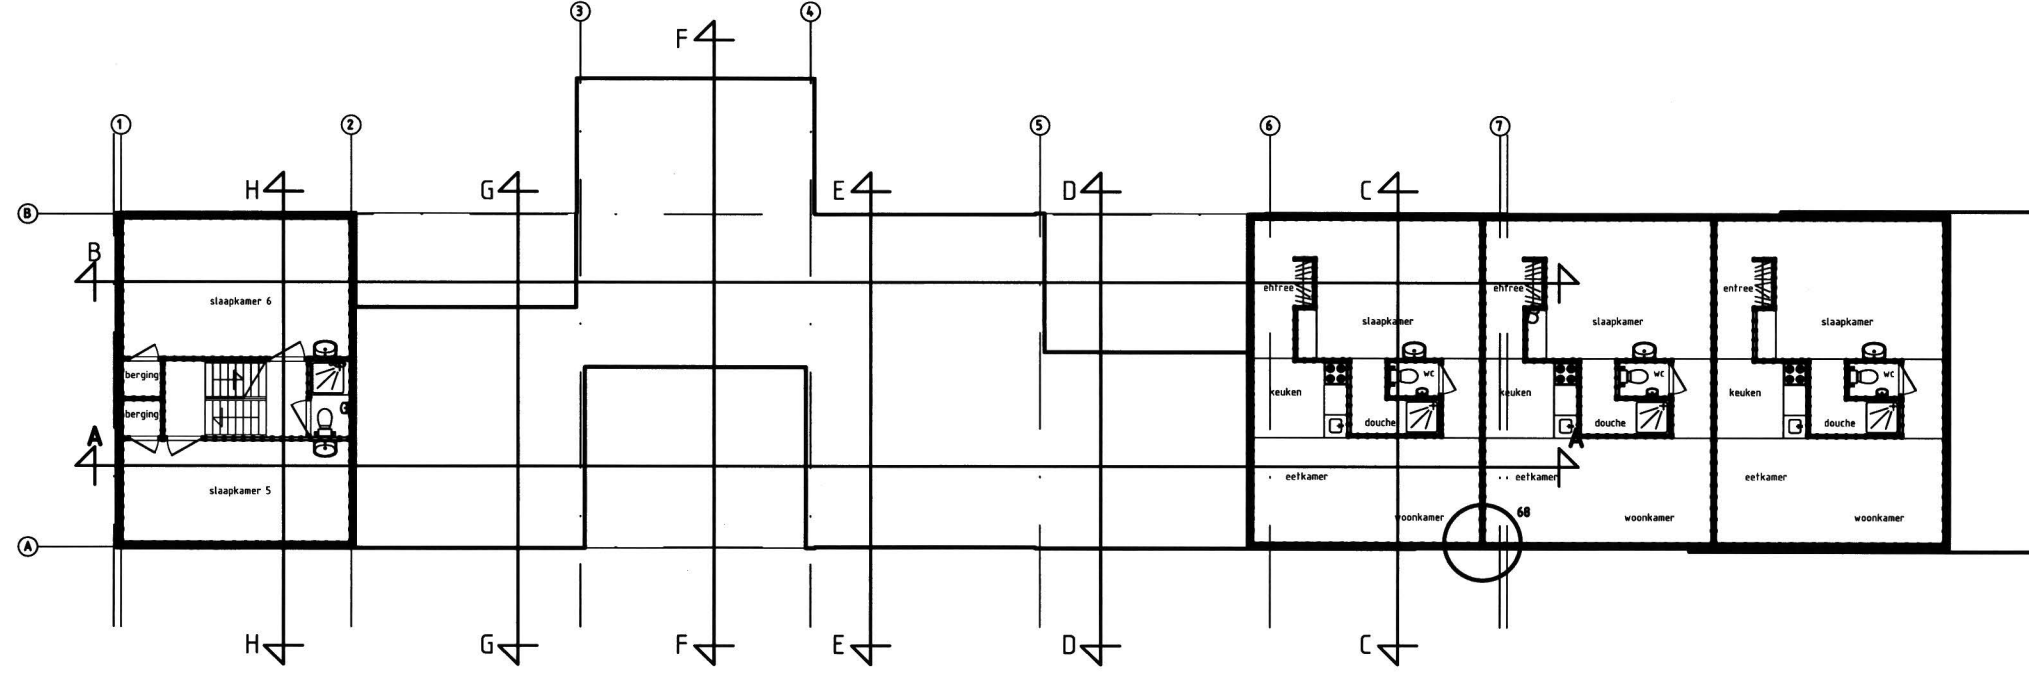 3
4
F
1
2
5
6
7
H
G
E
D
C
B
B
entree
entree
entree
slaapkamer 6
slaapkamer
slaapkamer
slaapkamer
berging
wc
wc
wc
keuken
keuken
keuken
berging
douche
douche
douche
A
A
eetkamer
eetkamer
eetkamer
slaapkamer 5
68
woonkamer
woonkamer
woonkamer
A
H
G
F
E
D
C